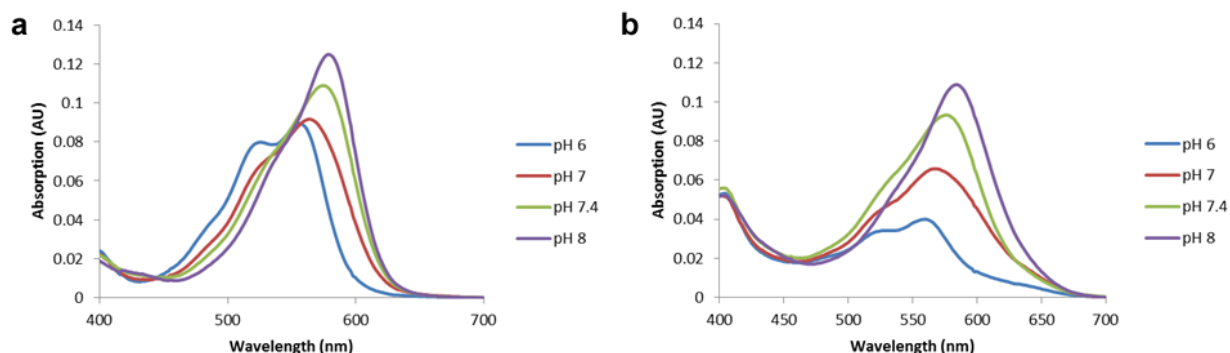 a
0.14
0.12
0.1
0.08
0.06
0.04
0.02
0
Absorption (AU)
400
500
600
700
Wavelength (nm)
pH 6
pH 7
pH 7.4
pH 8
b
0.14
0.12
0.1
0.08
0.06
0.04
0.02
0
Absorption (AU)
400
450
500
550
600
650
700
Wavelength (nm)
pH 6
pH 7
pH 7.4
pH 8